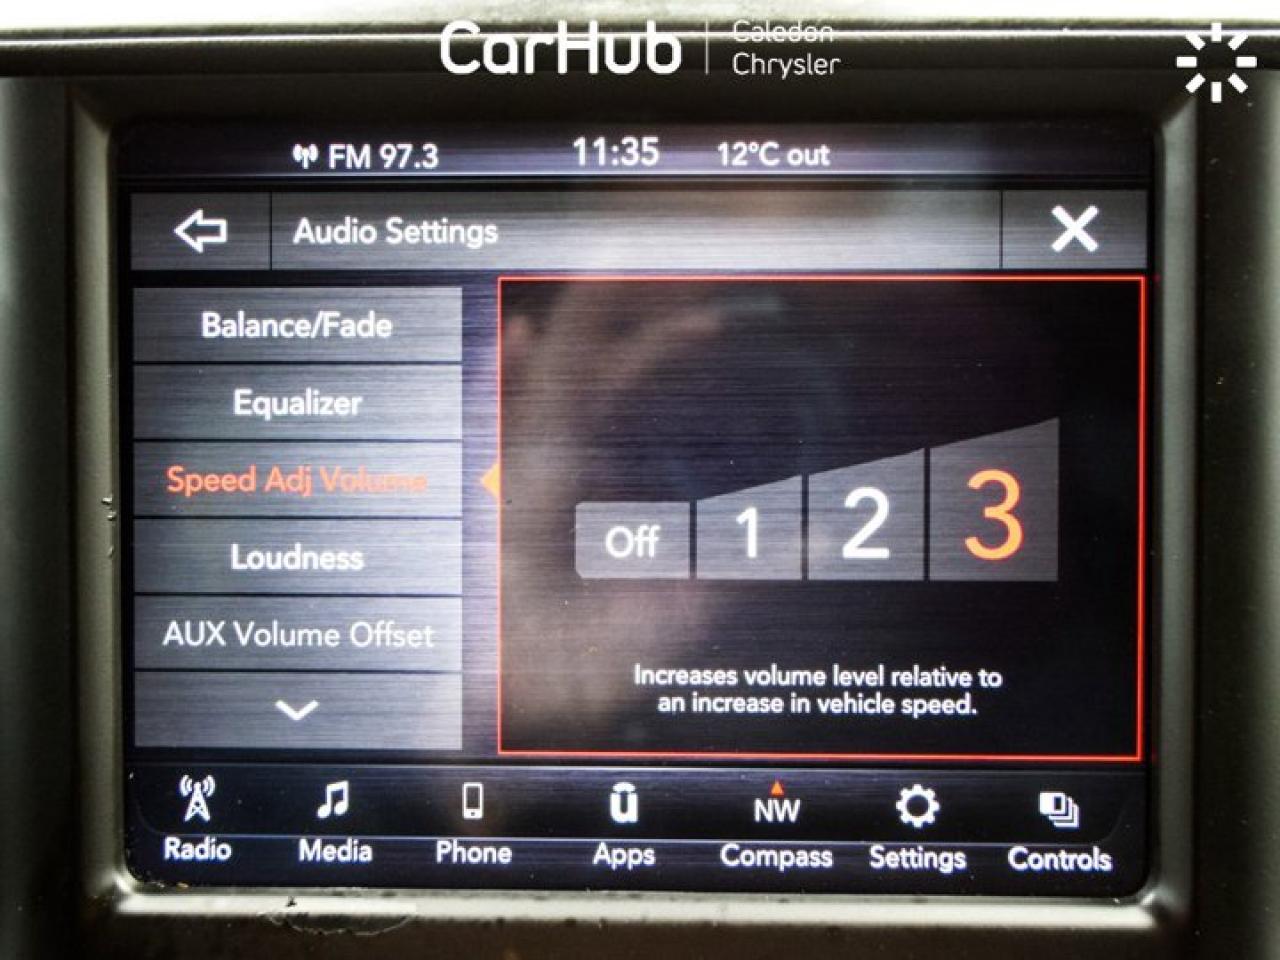 CarHub
Caledon
Chrysler
FM 97.3
11:35
12°C out
Audio Settings
Balance/Fade
Equalizer
Speed Adj Volume
Loudness
AUX Volume Offset
Off
1
2
3
Increases volume level relative to
an increase in vehicle speed.
NW
Radio
Media
Phone
Apps
Compass
Settings
Controls